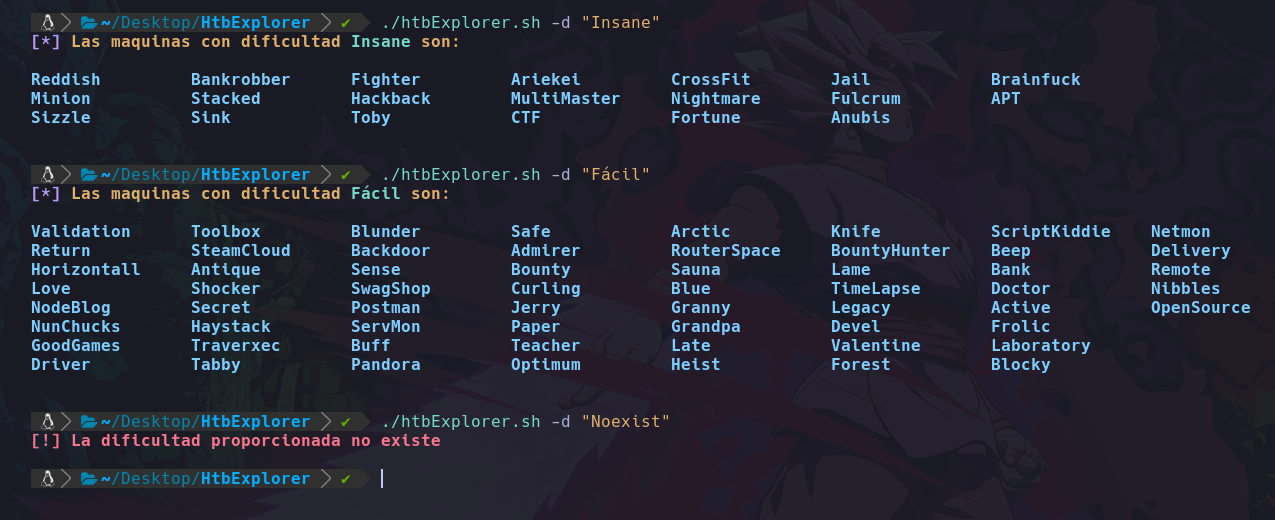 ~/Desktop/HtbExplorer ✔ ./htbExplorer.sh -d "Insane"
[*] Las maquinas con dificultad Insane son:
Reddish Bankrobber Fighter Ariekei CrossFit Jail Brainfuck
Minion Stacked Hackback MultiMaster Nightmare Fulcrum APT
Sizzle Sink Toby CTF Fortune Anubis
~/Desktop/HtbExplorer ✔ ./htbExplorer.sh -d "Fácil"
[*] Las maquinas con dificultad Fácil son:
Validation Toolbox Blunder Safe Arctic Knife ScriptKiddie Netmon
Return SteamCloud Backdoor Admirer RouterSpace BountyHunter Beep Delivery
Horizontall Antique Sense Bounty Sauna Lame Bank Remote
Love Shocker SwagShop Curling Blue TimeLapse Doctor Nibbles
NodeBlog Secret Postman Jerry Granny Legacy Active OpenSource
NunChucks Haystack ServMon Paper Grandpa Devel Frolic
GoodGames Traverxec Buff Teacher Late Valentine Laboratory
Driver Tabby Pandora Optimum Heist Forest Blocky
~/Desktop/HtbExplorer ✔ ./htbExplorer.sh -d "Noexist"
[!] La dificultad proporcionada no existe
~/Desktop/HtbExplorer ✔